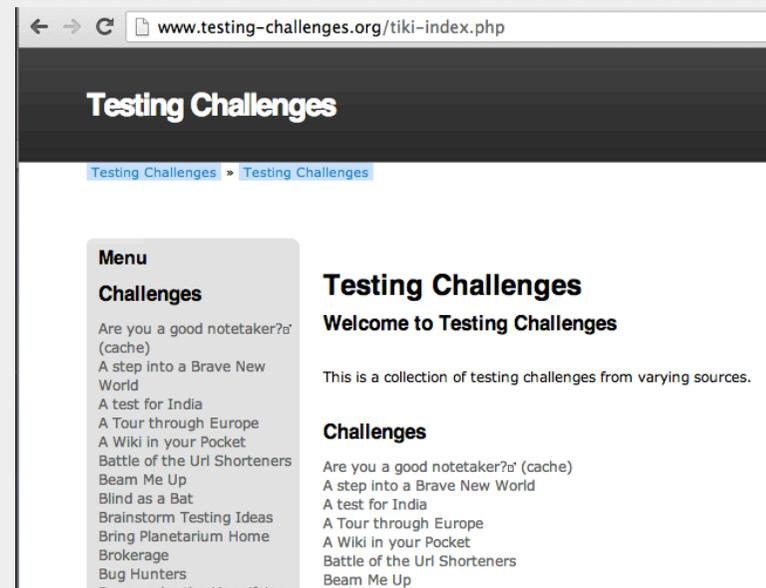 www.testing-challenges.org/tiki-index.php
Testing Challenges
Testing Challenges » Testing Challenges
Menu
Challenges
Are you a good notetaker?
(cache)
A step into a Brave New
World
A test for India
A Tour through Europe
A Wiki in your Pocket
Battle of the Url Shorteners
Beam Me Up
Blind as a Bat
Brainstorm Testing Ideas
Bring Planetarium Home
Brokerage
Bug Hunters
Testing Challenges
Welcome to Testing Challenges
This is a collection of testing challenges from varying sources.
Challenges
Are you a good notetaker? (cache)
A step into a Brave New World
A test for India
A Tour through Europe
A Wiki in your Pocket
Battle of the Url Shorteners
Beam Me Up